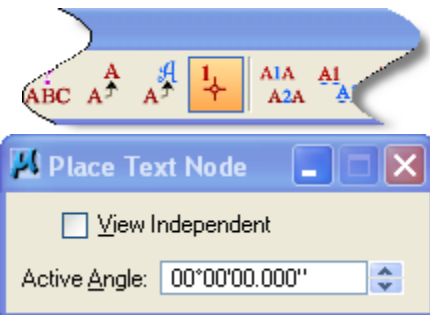 A A 1 A1A A1
ABC A A A2A A
µ Place Text Node
View Independent
Active Angle: 00°00'00.000"